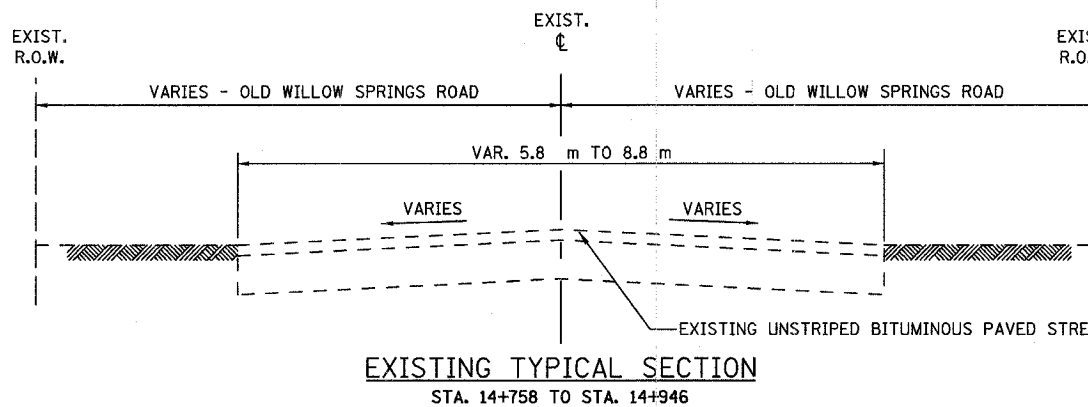 EXIST.
℄
EXIST.
R.O.W.
VARIES - OLD WILLOW SPRINGS ROAD
VARIES - OLD WILLOW SPRINGS ROAD
VAR. 5.8 m TO 8.8 m
VARIES
VARIES
EXISTING UNSTRIPED BITUMINOUS PAVED
EXISTING TYPICAL SECTION
STA. 14+758 TO STA. 14+946